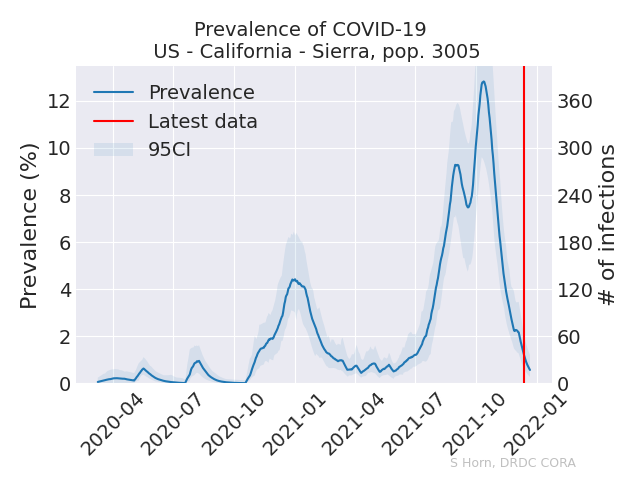 Prevalence of COVID-19
US - California - Sierra, pop. 3005
Prevalence
Latest data
95CI
Prevalence (%)
12
10
8
6
4
2
0
# of infections
360
300
240
180
120
60
0
2020-04
2020-07
2020-10
2021-01
2021-04
2021-07
2021-10
2022-01
S Horn, DRDC CORA